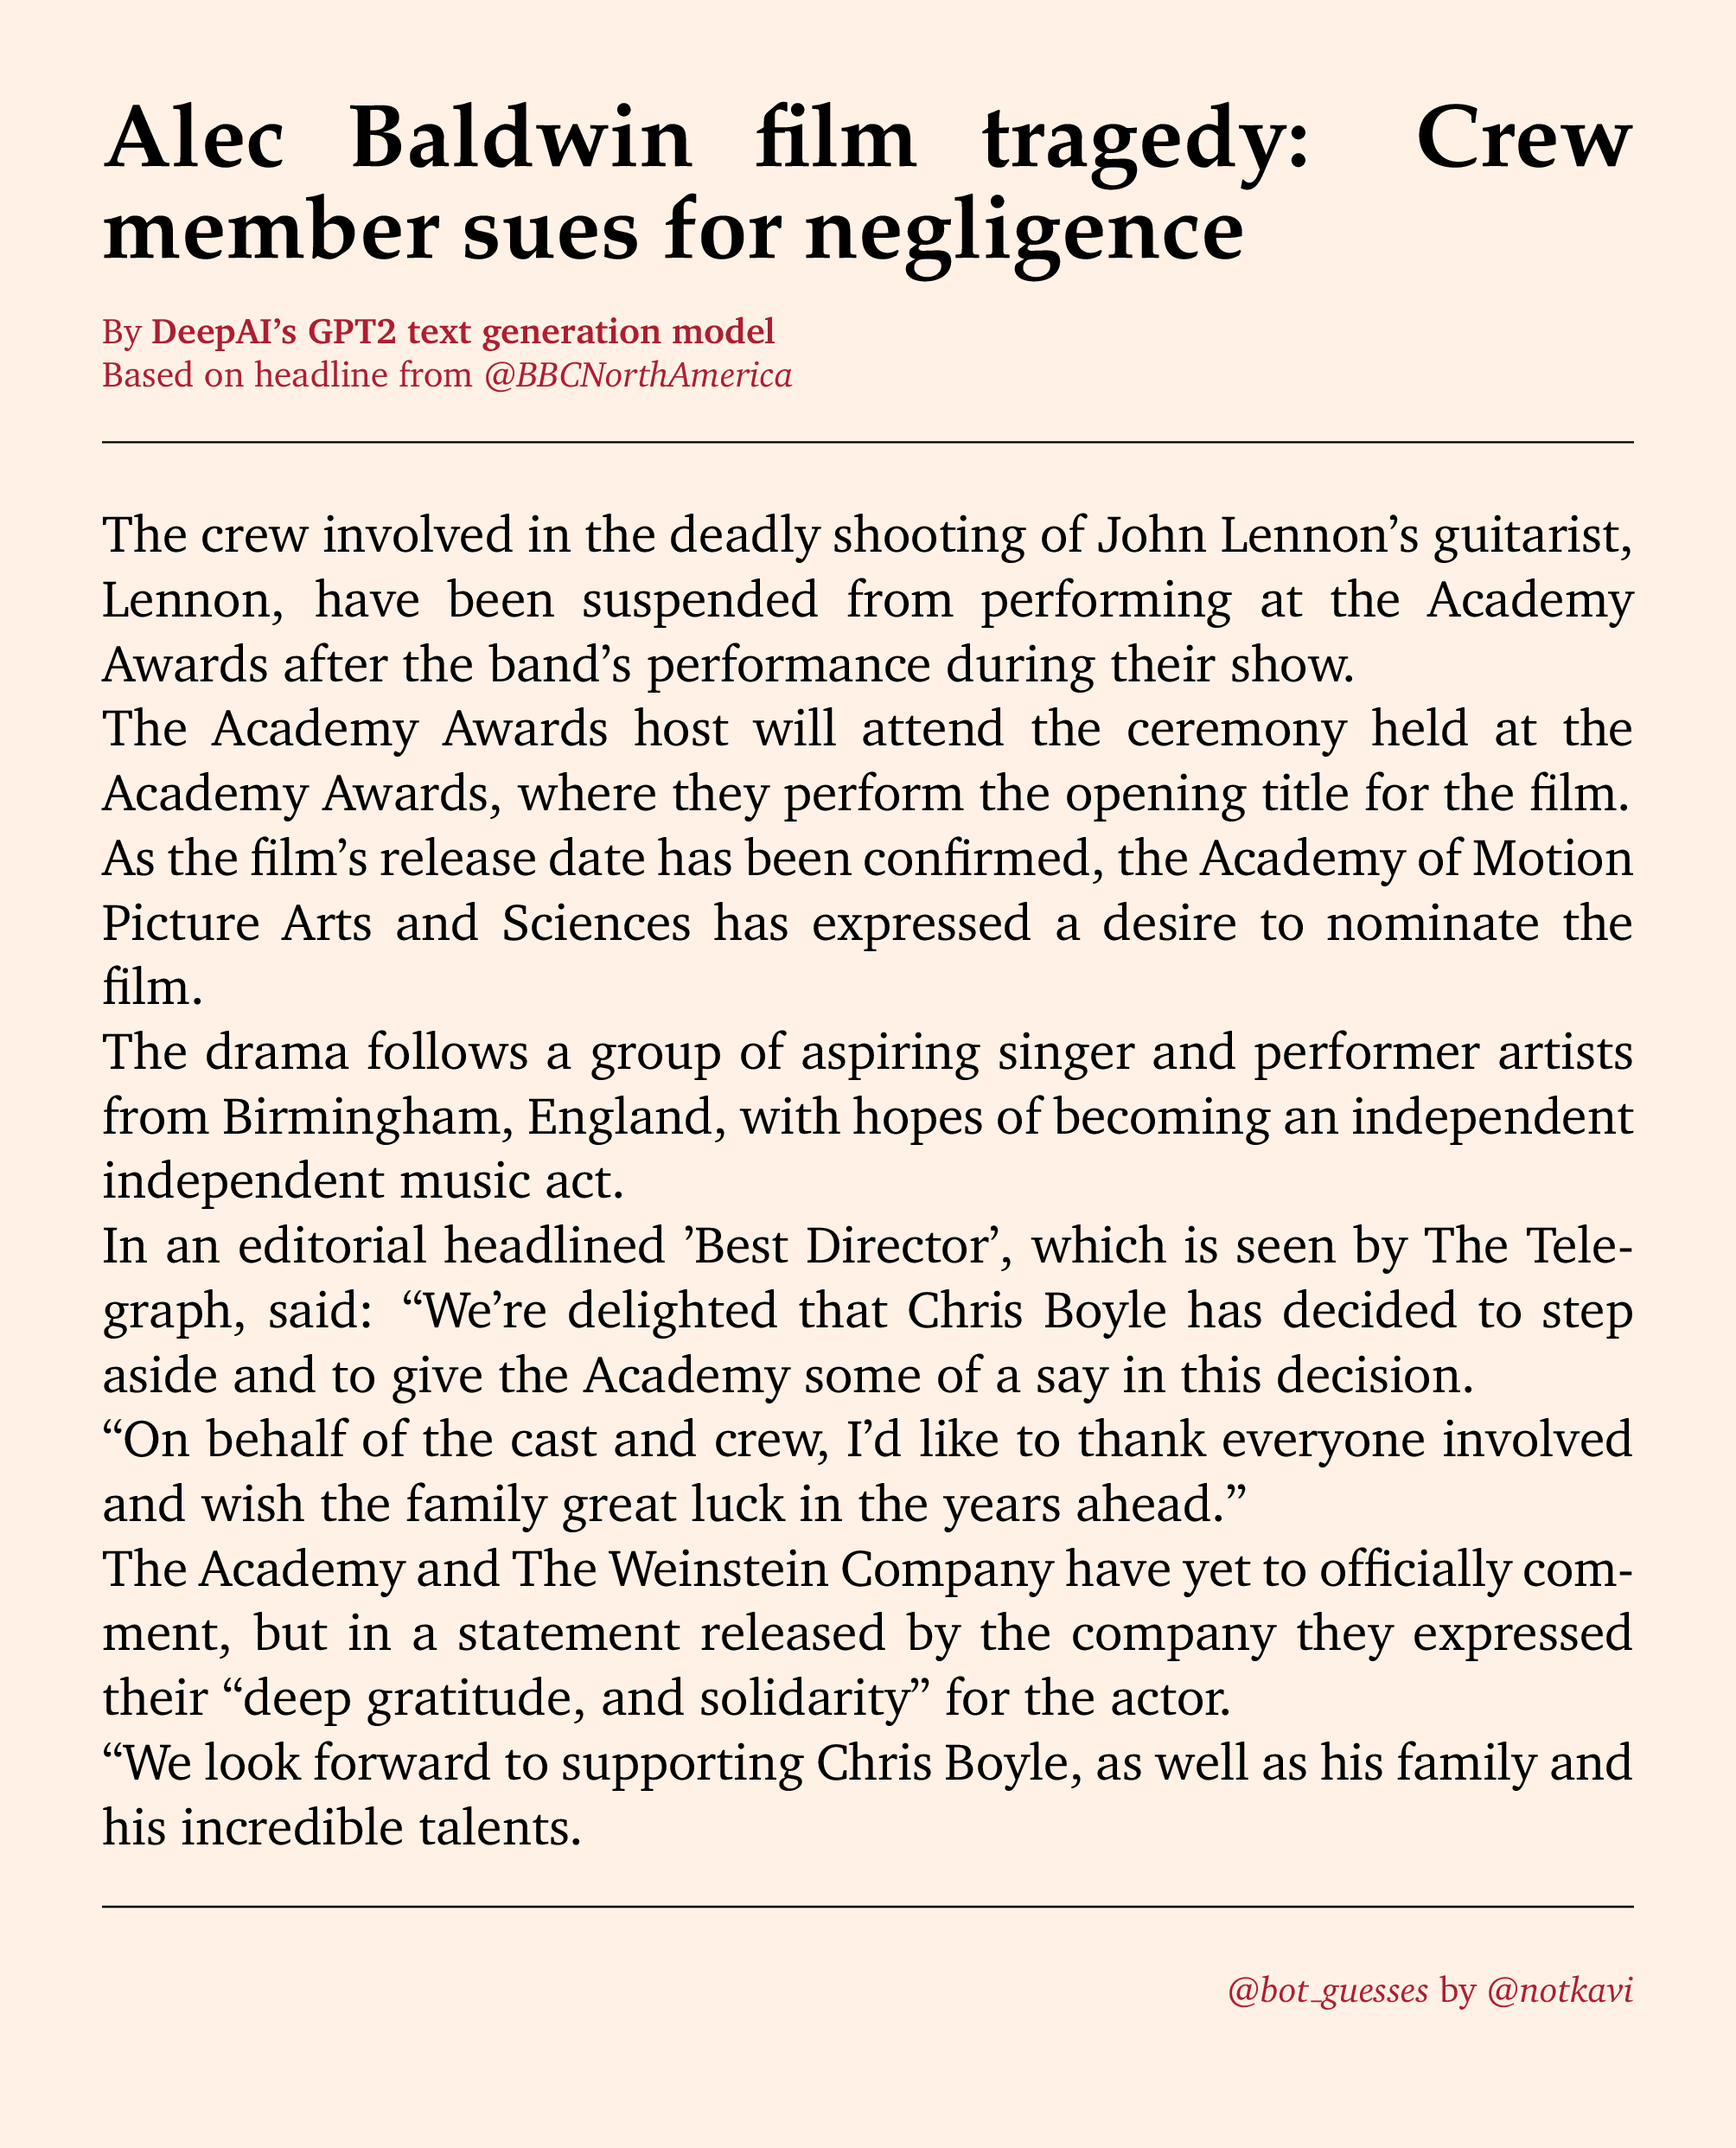 Alec Baldwin film tragedy: Crew
member sues for negligence
By DeepAI’s GPT2 text generation model
Based on headline from @BBCNorthAmerica
The crew involved in the deadly shooting of John Lennon’s guitarist,
Lennon, have been suspended from performing at the Academy
Awards after the band’s performance during their show.
The Academy Awards host will attend the ceremony held at the
Academy Awards, where they perform the opening title for the film.
As the film’s release date has been confirmed, the Academy of Motion
Picture Arts and Sciences has expressed a desire to nominate the
film.
The drama follows a group of aspiring singer and performer artists
from Birmingham, England, with hopes of becoming an independent
independent music act.
In an editorial headlined ’Best Director’, which is seen by The Tele-
graph, said: “We’re delighted that Chris Boyle has decided to step
aside and to give the Academy some of a say in this decision.
“On behalf of the cast and crew, I’d like to thank everyone involved
and wish the family great luck in the years ahead.”
The Academy and The Weinstein Company have yet to officially com-
ment, but in a statement released by the company they expressed
their “deep gratitude, and solidarity” for the actor.
“We look forward to supporting Chris Boyle, as well as his family and
his incredible talents.
@bot_guesses by @notkavi